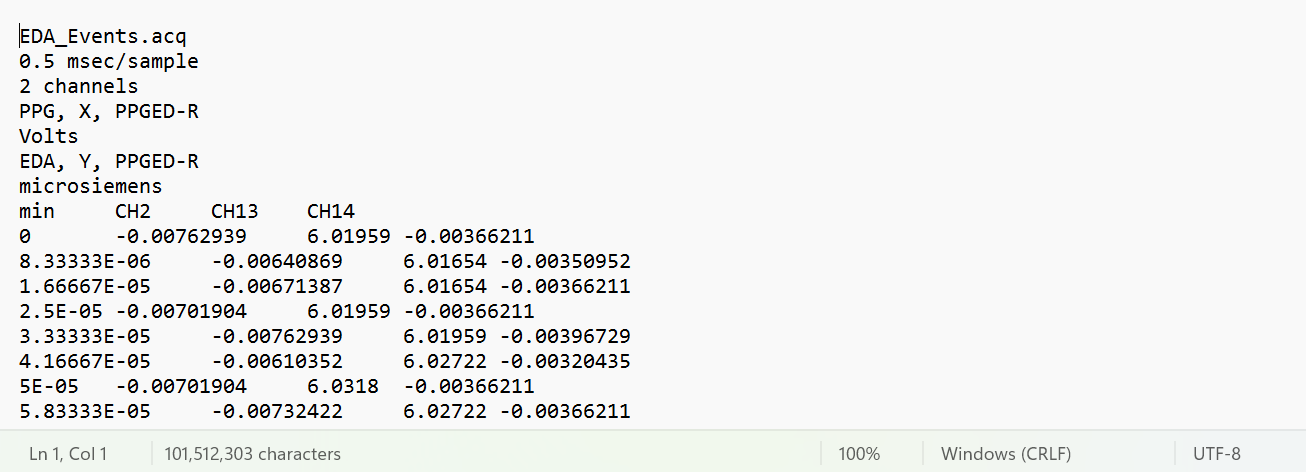 EDA_Events.acq
0.5 msec/sample
2 channels
PPG, X, PPGED-R
Volts
EDA, Y, PPGED-R
microsiemens
min CH2 CH13 CH14
0 -0.00762939 6.01959 -0.00366211
8.33333E-06 -0.00640869 6.01654 -0.00350952
1.66667E-05 -0.00671387 6.01654 -0.00366211
2.5E-05 -0.00701904 6.01959 -0.00366211
3.33333E-05 -0.00762939 6.01959 -0.00396729
4.16667E-05 -0.00610352 6.02722 -0.00320435
5E-05 -0.00701904 6.0318 -0.00366211
5.83333E-05 -0.00732422 6.02722 -0.00366211
Ln 1, Col 1 101,512,303 characters 100% Windows (CRLF) UTF-8